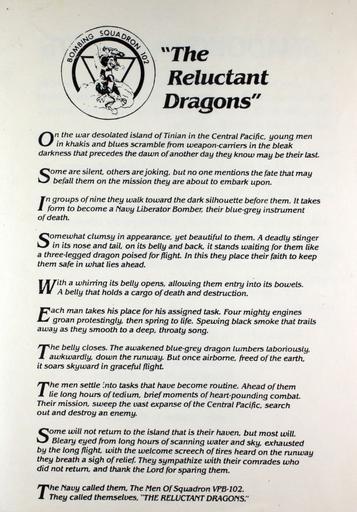 BOMBING SQUADRON 102
"The
Reluctant
Dragons"
On the war desolated island of Tinian in the Central Pacific, young men
in khakis and blues scramble from weapon-carriers in the bleak
darkness that precedes the dawn of another day they know may be their last.
Some are silent, others are joking, but no one mentions the fate that may
befall them on the mission they are about to embark upon.
In groups of nine they walk toward the dark silhouette before them. It takes
form to become a Navy Liberator Bomber, their blue-grey instrument
of death.
Somewhat clumsy in appearance, yet beautiful to them. A deadly stinger
in its nose and tail, on its belly and back, it stands waiting for them like
a three-legged dragon poised for flight. In this they place their faith to keep
them safe in what lies ahead.
With a whirring its belly opens, allowing them entry into its bowels.
A belly that holds a cargo of death and destruction.
Each man takes his place for his assigned task. Four mighty engines
groan protestingly, then spring to life. Spewing black smoke that trails
away as they smooth to a deep, throaty song.
The belly closes. The awakened blue-grey dragon lumbers laboriously,
awkwardly, down the runway. But once airborne, freed of the earth,
it soars skyward in graceful flight.
The men settle into tasks that have become routine. Ahead of them
lie long hours of tedium, brief moments of heart-pounding combat.
Their mission, sweep the vast expanse of the Central Pacific, search
out and destroy an enemy.
Some will not return to the island that is their haven, but most will.
Bleary eyed from long hours of scanning water and sky, exhausted
by the long flight, with the welcome screech of tires heard on the runway
they breath a sigh of relief. They sympathize with their comrades who
did not return, and thank the Lord for sparing them.
The Navy called them, The Men Of Squadron VPB-102.
They called themselves, "THE RELUCTANT DRAGONS."